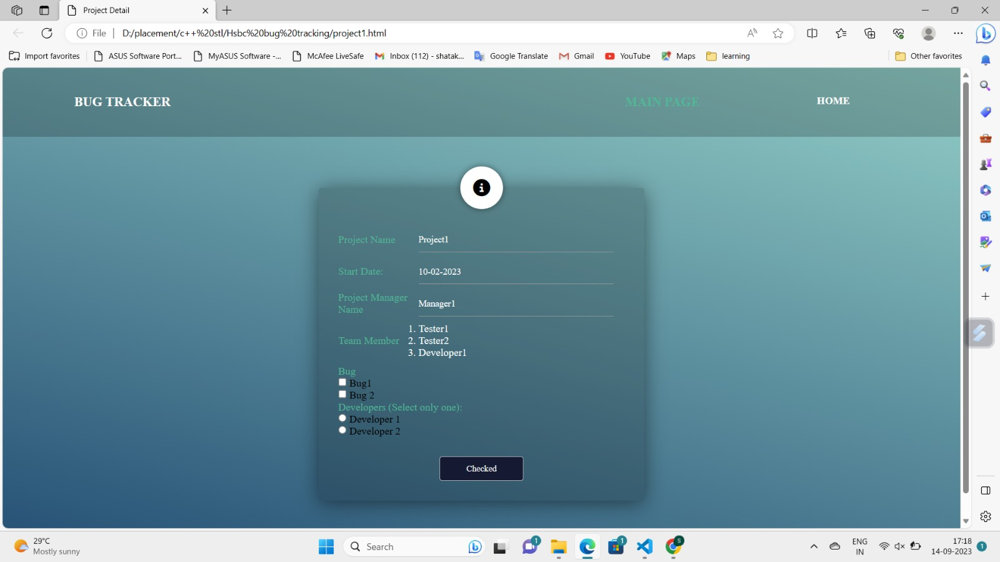 Project Detail
File
D:/placement/c++%20stl/Hsbc%20bug%20tracking/project1.html
Import favorites
ASUS Software Port...
MyASUS Software -...
McAfee LiveSafe
Inbox (112) - shatak...
Google Translate
Gmail
YouTube
Maps
learning
Other favorites
BUG TRACKER
MAIN PAGE
HOME
Project Name
Project1
Start Date:
10-02-2023
Project Manager
Name
Manager1
Team Member
1. Tester1
2. Tester2
3. Developer1
Bug
Bug1
Bug 2
Developers (Select only one):
Developer 1
Developer 2
Checked
29°C
Mostly sunny
Search
1
1
S
ENG
IN
17:18
14-09-2023
1